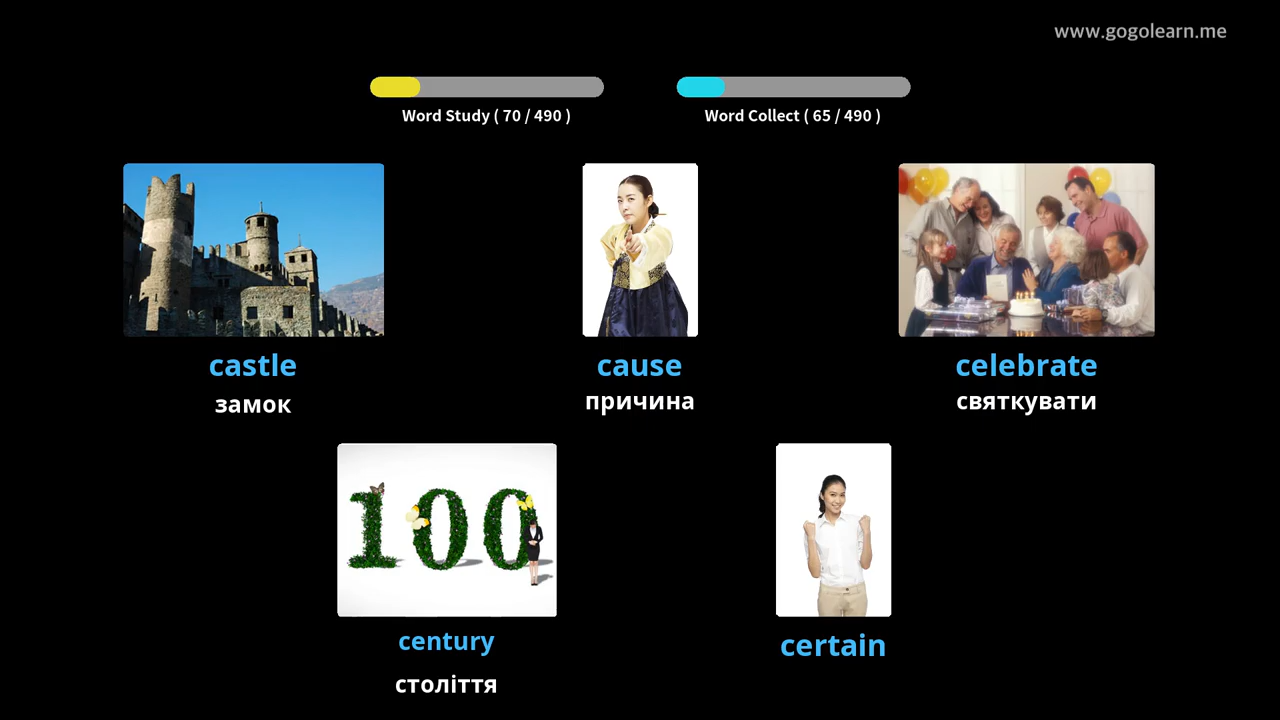 www.gogolearn.me
Word Study ( 70 / 490 )
Word Collect ( 65 / 490 )
castle
замок
cause
причина
celebrate
святкувати
100
century
століття
certain